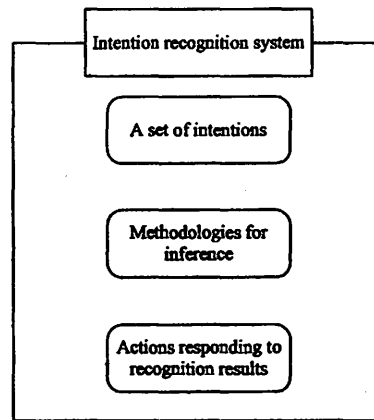 Intention recognition system
A set of intentions
Methodologies for
inference
Actions responding to
recognition results